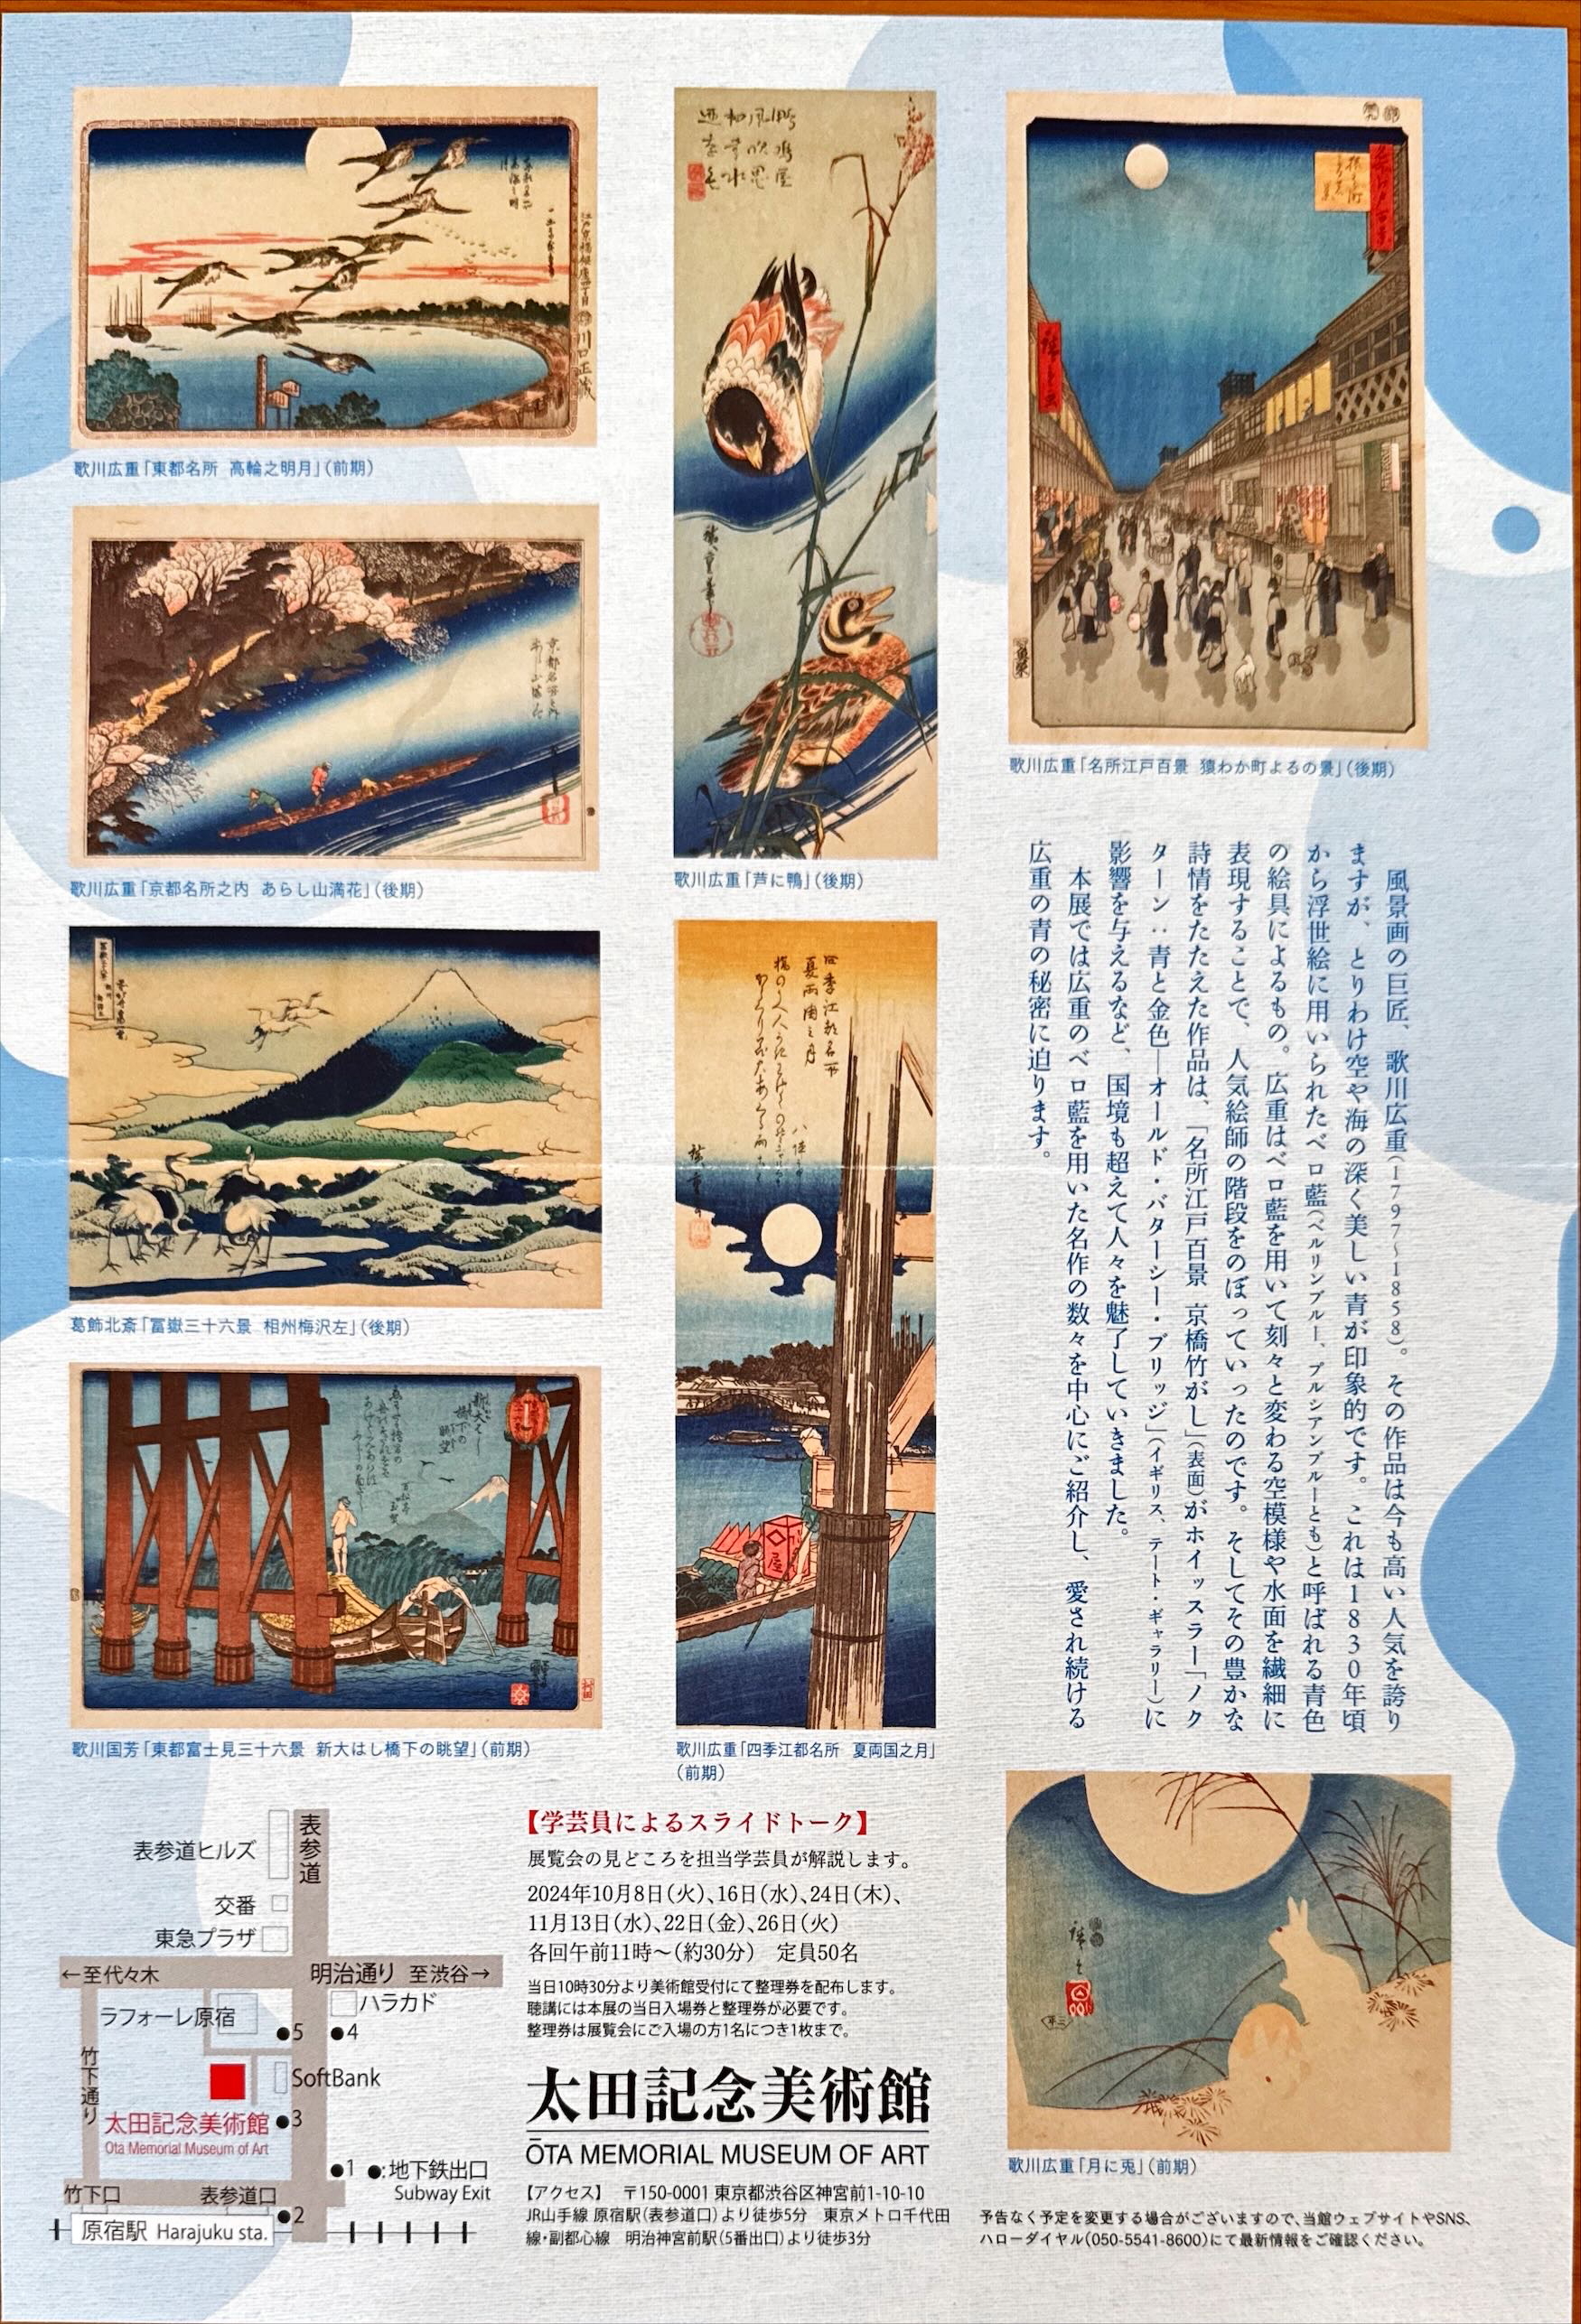 歌川広重「東都名所 高輪之明月」(前期)
歌川広重「京都名所之内 あらし山満花」(後期)
葛飾北斎「冨嶽三十六景 相州梅沢左」(後期)
歌川国芳「東都富士見三十六景 新大はし橋下の眺望」(前期)
歌川広重「芦に鴨」(後期)
歌川広重「四季江都名所 夏両国之月」
(前期)
歌川広重「名所江戸百景 猿わか町よるの景」(後期)
風景画の巨匠、歌川広重(1797~1858)。その作品は今も高い人気を誇り
ますが、とりわけ空や海の深く美しい青が印象的です。これは1830年頃
から浮世絵に用いられたベロ藍(ベルリンブルー、プルシアンブルーとも)と呼ばれる青色
の絵具によるもの。広重はベロ藍を用いて刻々と変わる空模様や水面を繊細に
表現することで、人気絵師の階段をのぼっていったのです。そしてその豊かな
詩情をたたえた作品は、「名所江戸百景 京橋竹がし」(表面)がホイッスラー「ノク
ターン:青と金色―オールド・バターシー・ブリッジ」(イギリス、テート・ギャラリー)に
影響を与えるなど、国境も超えて人々を魅了していきました。
本展では広重のベロ藍を用いた名作の数々を中心にご紹介し、愛され続ける
広重の青の秘密に迫ります。
歌川広重「月に兎」(前期)
表参道
表参道ヒルズ
交番
東急プラザ
←至代々木
明治通り 至渋谷→
ラフォーレ原宿
ハラカド
●5
●4
竹下通り
SoftBank
太田記念美術館
●3
Ota Memorial Museum of Art
●1
●:地下鉄出口
Subway Exit
竹下口
表参道口
●2
原宿駅 Harajuku sta.
【学芸員によるスライドトーク】
展覧会の見どころを担当学芸員が解説します。
2024年10月8日(火)、16日(水)、24日(木)、
11月13日(水)、22日(金)、26日(火)
各回午前11時~(約30分) 定員50名
当日10時30分より美術館受付にて整理券を配布します。
聴講には本展の当日入場券と整理券が必要です。
整理券は展覧会にご入場の方1名につき1枚まで。
太田記念美術館
ŌTA MEMORIAL MUSEUM OF ART
【アクセス】 〒150-0001 東京都渋谷区神宮前1-10-10
JR山手線 原宿駅(表参道口)より徒歩5分 東京メトロ千代田
線・副都心線 明治神宮前駅(5番出口)より徒歩3分
予告なく予定を変更する場合がございますので、当館ウェブサイトやSNS、
ハローダイヤル(050-5541-8600)にて最新情報をご確認ください。